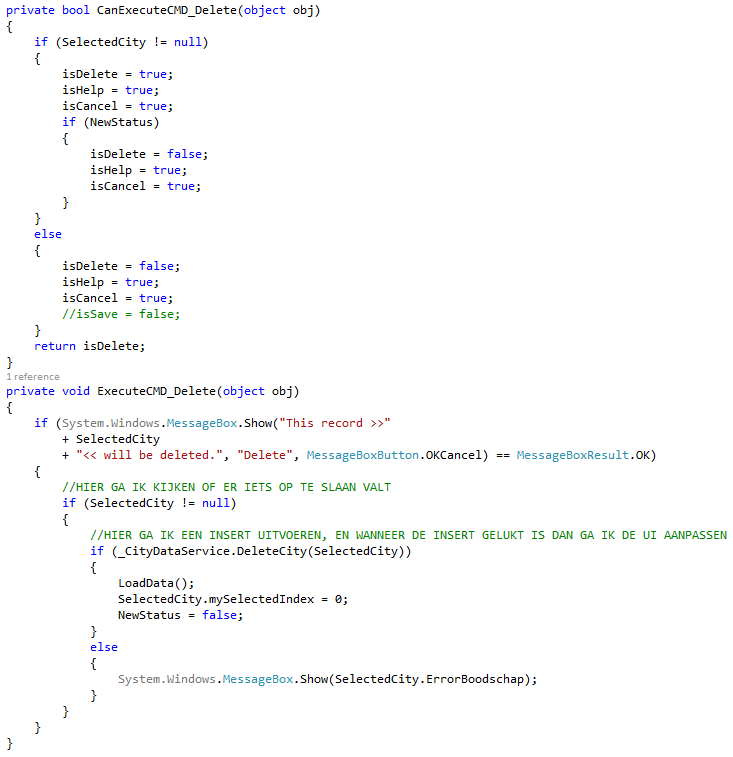 private bool CanExecuteCMD_Delete(object obj)
{
    if (SelectedCity != null)
    {
        isDelete = true;
        isHelp = true;
        isCancel = true;
        if (NewStatus)
        {
            isDelete = false;
            isHelp = true;
            isCancel = true;
        }
    }
    else
    {
        isDelete = false;
        isHelp = true;
        isCancel = true;
        //isSave = false;
    }
    return isDelete;
}
1 reference
private void ExecuteCMD_Delete(object obj)
{
    if (System.Windows.MessageBox.Show("This record >>"
        + SelectedCity
        + "<< will be deleted.", "Delete", MessageBoxButton.OKCancel) == MessageBoxResult.OK)
    {
        //HIER GA IK KIJKEN OF ER IETS OP TE SLAAN VALT
        if (SelectedCity != null)
        {
            //HIER GA IK EEN INSERT UITVOEREN, EN WANNEER DE INSERT GELUKT IS DAN GA IK DE UI AANPASSEN
            if (_CityDataService.DeleteCity(SelectedCity))
            {
                LoadData();
                SelectedCity.mySelectedIndex = 0;
                NewStatus = false;
            }
            else
            {
                System.Windows.MessageBox.Show(SelectedCity.ErrorBoodschap);
            }
        }
    }
}